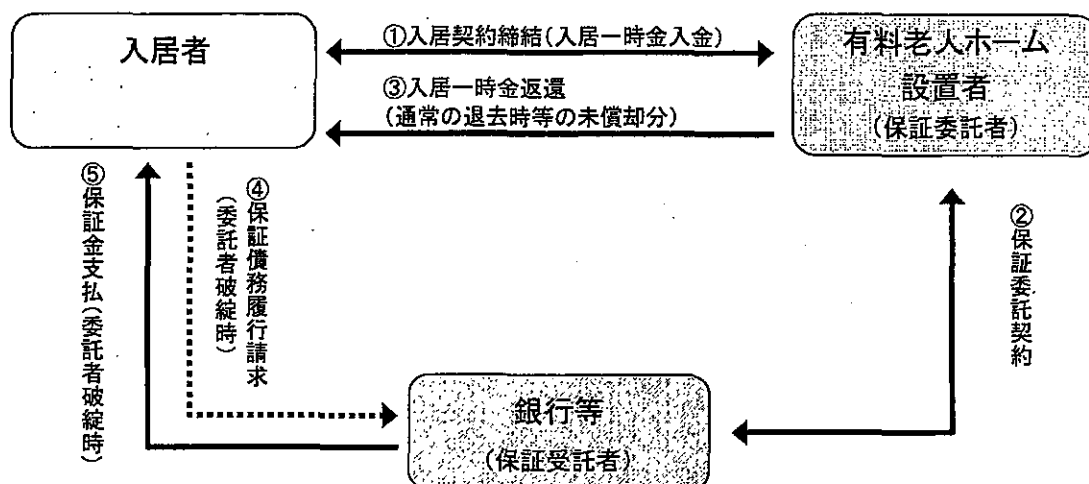 入居者
①入居契約締結(入居一時金入金)
③入居一時金返還
(通常の退去時等の未償却分)
有料老人ホーム
設置者
(保証委託者)
⑤保証金支払(委託者破綻時)
④保証債務履行請求
(委託者破綻時)
②保証委託契約
銀行等
(保証受託者)